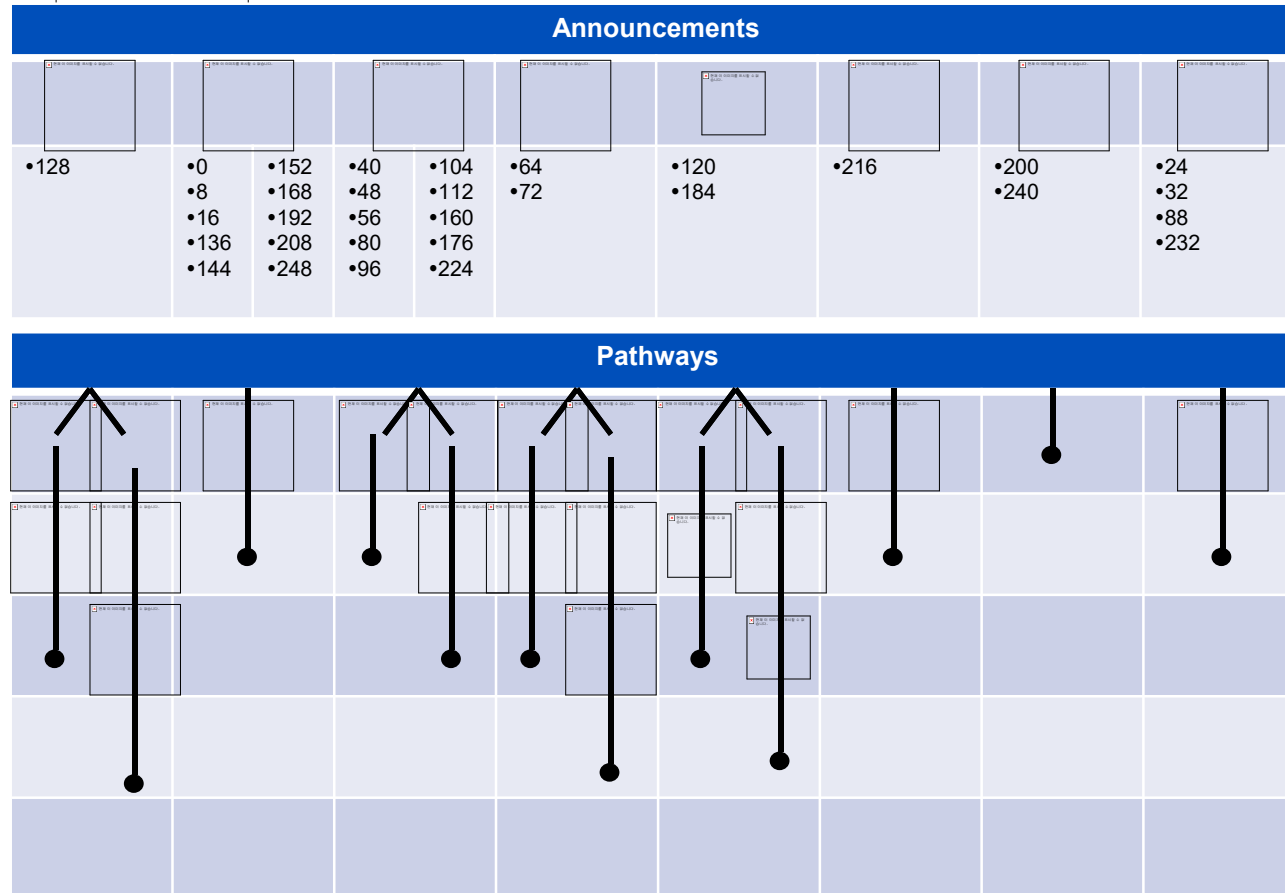 Announcements
•128 •0 •152 •40 •104 •64 •120 •216 •200 •24
•8 •168 •48 •112 •72 •184 •240 •32
•16 •192 •56 •160 •88
•136 •208 •80 •176 •232
•144 •248 •96 •224
Pathways